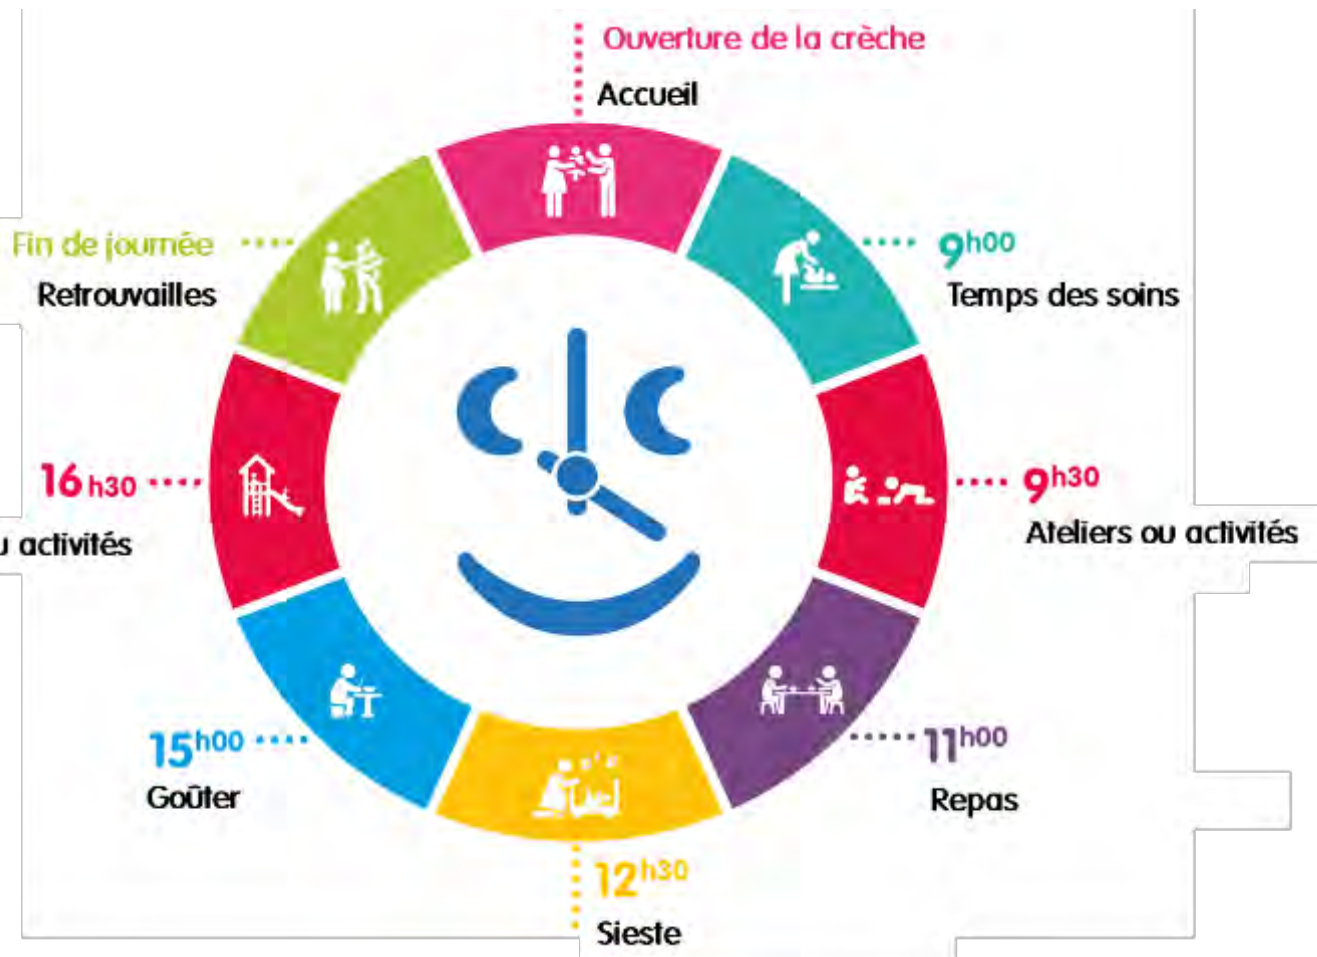 Ouverture de la crèche
Accueil
9h00
Temps des soins
9h30
Ateliers ou activités
11h00
Repas
12h30
Sieste
15h00
Goûter
16h30
u activités
Fin de journée
Retrouvailles